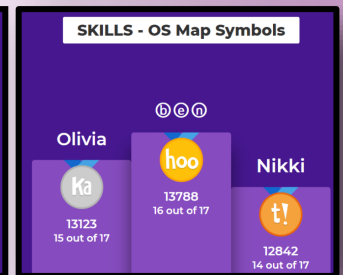 SKILLS - OS Map Symbols
ⓑⓔⓝ
Olivia
hoo
Nikki
Ka
13788
16 out of 17
t!
13123
15 out of 17
12842
14 out of 17